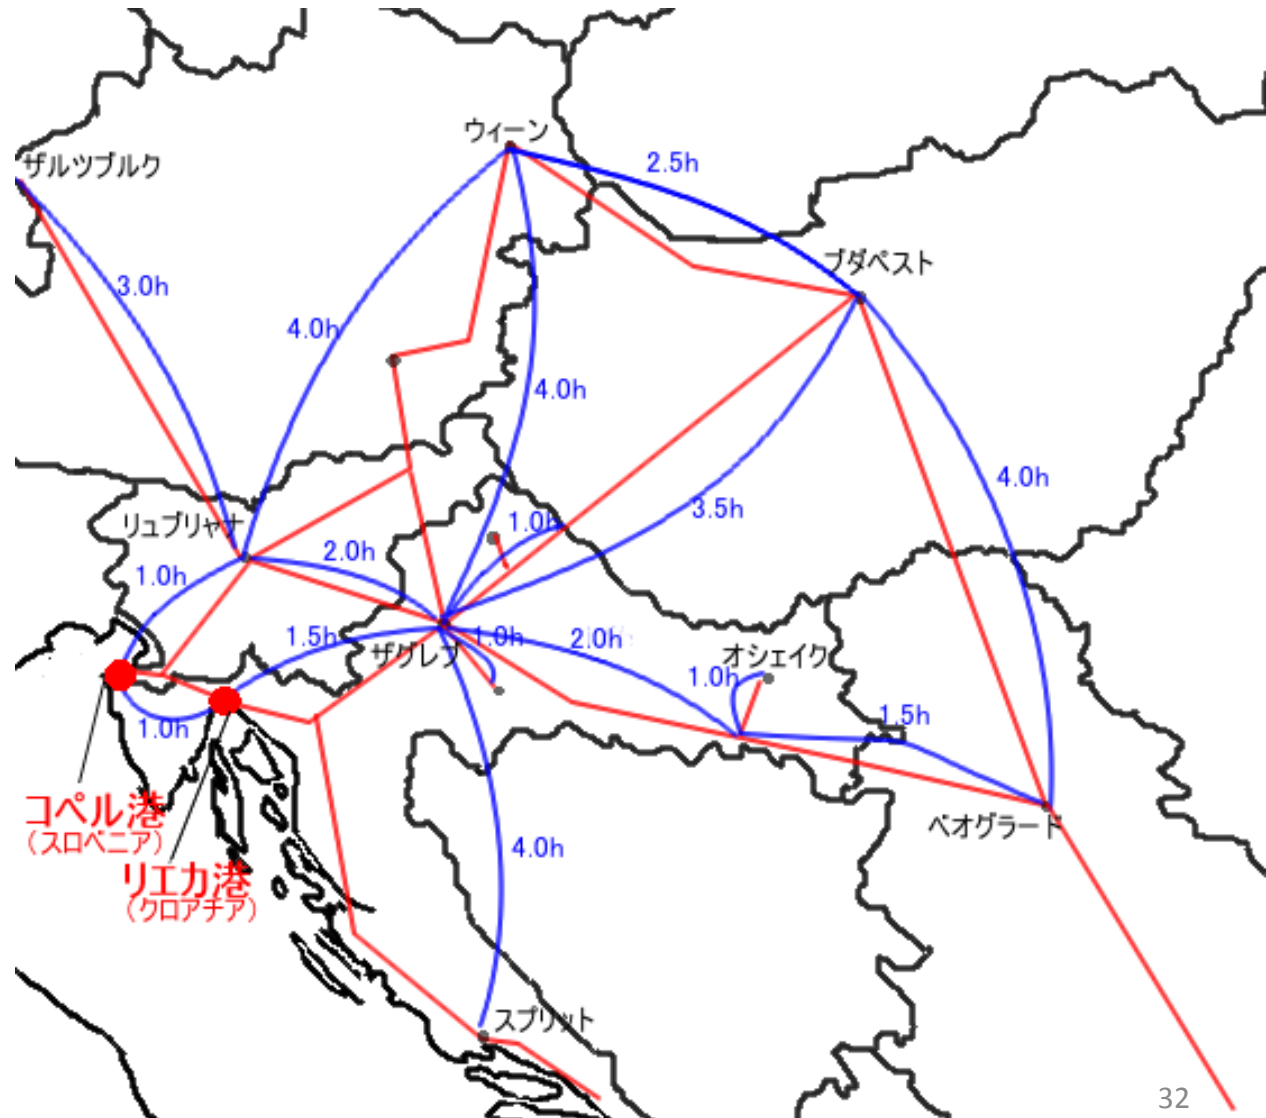 ウィーン
2.5h
ザルツブルク
ブダペスト
3.0h
4.0h
4.0h
4.0h
3.5h
1.0h
リュブリャナ
2.0h
1.0h
1.5h
1.0h
2.0h
ザグレブ
オシェイク
1.0h
1.0h
1.5h
コペル港
(スロベニア)
ベオグラード
4.0h
リエカ港
(クロアチア)
スプリット
32